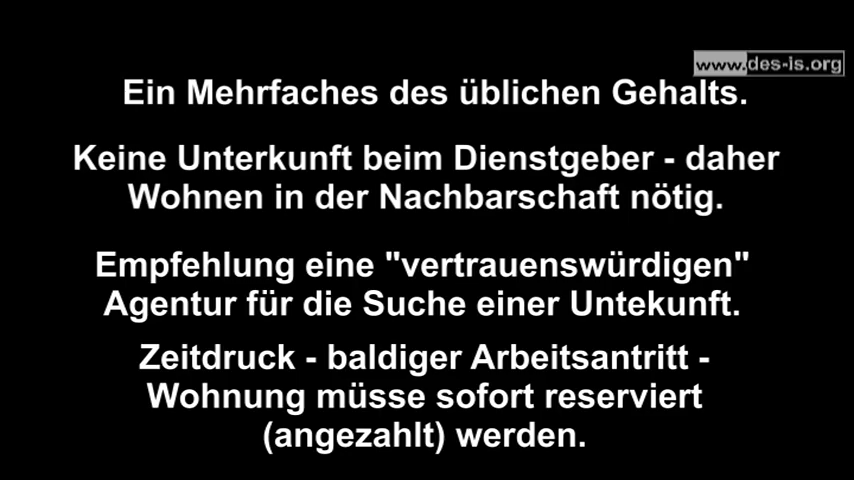 www.des-is.org
Ein Mehrfaches des üblichen Gehalts.
Keine Unterkunft beim Dienstgeber - daher
Wohnen in der Nachbarschaft nötig.
Empfehlung eine "vertrauenswürdigen"
Agentur für die Suche einer Untekunft.
Zeitdruck - baldiger Arbeitsantritt -
Wohnung müsse sofort reserviert
(angezahlt) werden.